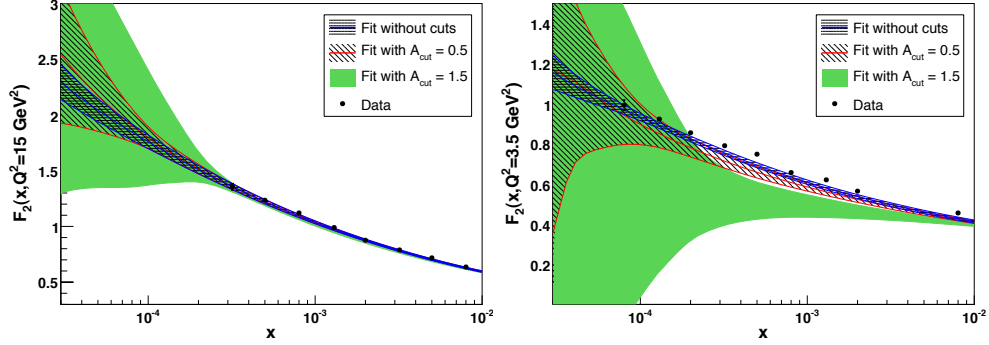 F2(x,Q²=15 GeV²)
3
2.5
2
1.5
1
0.5
Fit without cuts
Fit with Acut = 0.5
Fit with Acut = 1.5
Data
10⁻⁴
10⁻³
10⁻²
x
F2(x,Q²=3.5 GeV²)
1.4
1.2
1
0.8
0.6
0.4
0.2
Fit without cuts
Fit with Acut = 0.5
Fit with Acut = 1.5
Data
10⁻⁴
10⁻³
10⁻²
x